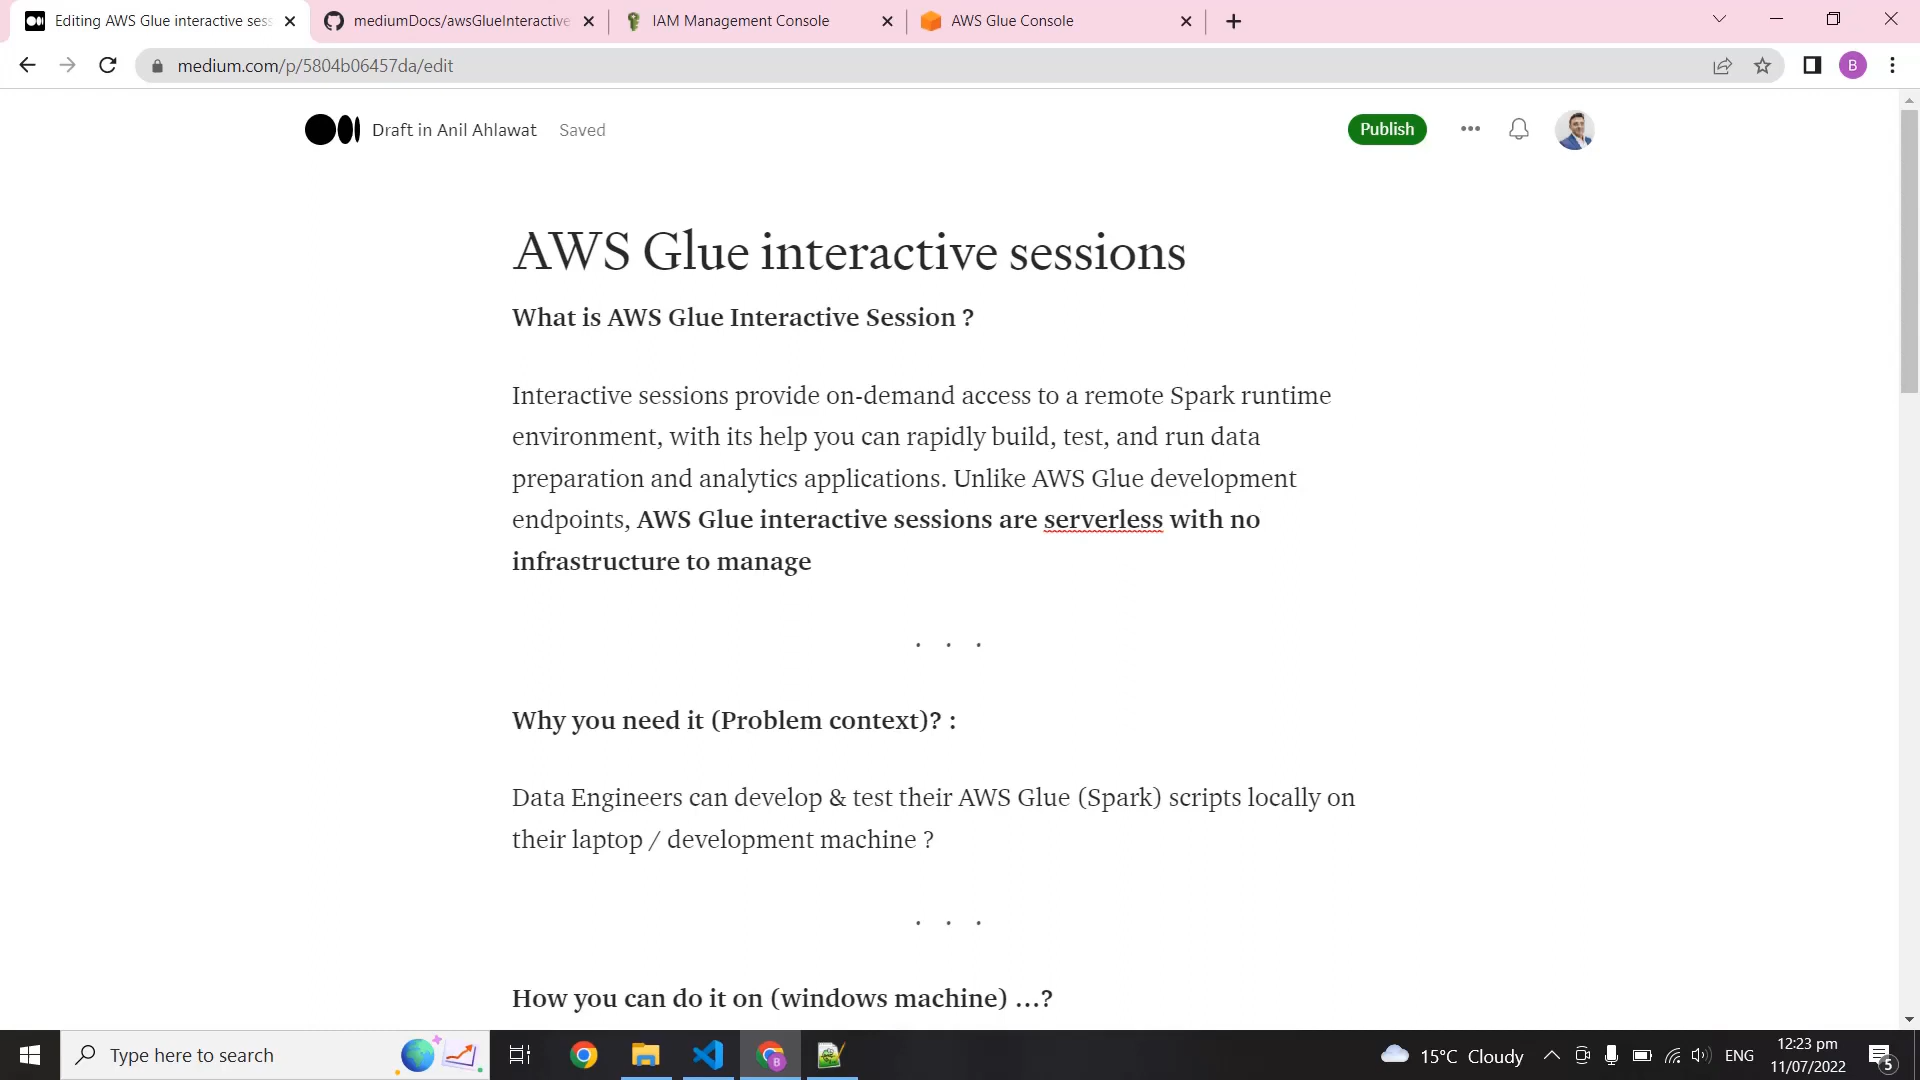 Editing AWS Glue interactive sess
mediumDocs/awsGlueInteractive
IAM Management Console
AWS Glue Console
medium.com/p/5804b06457da/edit
B
Draft in Anil Ahlawat
Saved
Publish
AWS Glue interactive sessions
What is AWS Glue Interactive Session ?
Interactive sessions provide on-demand access to a remote Spark runtime
environment, with its help you can rapidly build, test, and run data
preparation and analytics applications. Unlike AWS Glue development
endpoints, AWS Glue interactive sessions are serverless with no
infrastructure to manage
. . .
Why you need it (Problem context)? :
Data Engineers can develop & test their AWS Glue (Spark) scripts locally on
their laptop / development machine ?
. . .
How you can do it on (windows machine) …?
Type here to search
B
15°C Cloudy
ENG
12:23 pm
11/07/2022
5